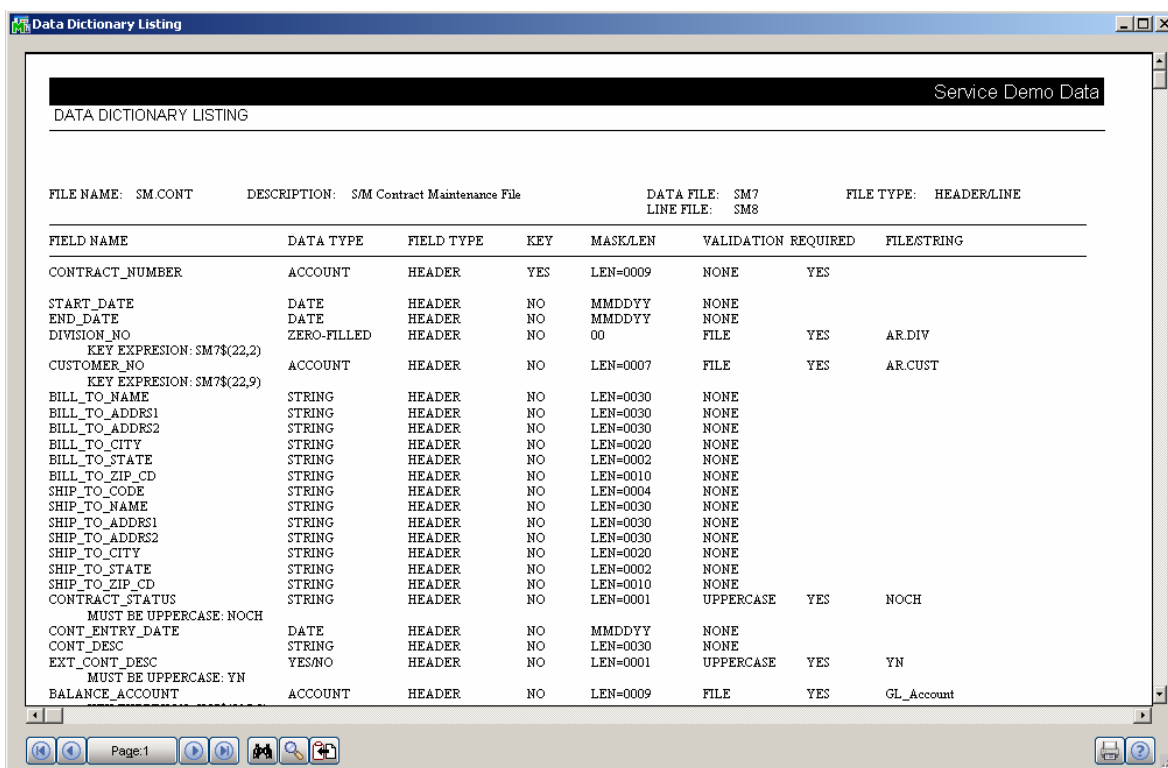 Data Dictionary Listing
Service Demo Data
DATA DICTIONARY LISTING
FILE NAME: SM.CONT DESCRIPTION: S/M Contract Maintenance File DATA FILE: SM7 FILE TYPE: HEADER/LINE
LINE FILE: SM8
FIELD NAME DATA TYPE FIELD TYPE KEY MASK/LEN VALIDATION REQUIRED FILE/STRING
CONTRACT_NUMBER ACCOUNT HEADER YES LEN=0009 NONE YES
START_DATE DATE HEADER NO MMDDYY NONE
END_DATE DATE HEADER NO MMDDYY NONE
DIVISION_NO ZERO-FILLED HEADER NO 00 FILE YES AR.DIV
KEY EXPRESION: SM7$(22,2)
CUSTOMER_NO ACCOUNT HEADER NO LEN=0007 FILE YES AR.CUST
KEY EXPRESION: SM7$(22,9)
BILL_TO_NAME STRING HEADER NO LEN=0030 NONE
BILL_TO_ADDRS1 STRING HEADER NO LEN=0030 NONE
BILL_TO_ADDRS2 STRING HEADER NO LEN=0030 NONE
BILL_TO_CITY STRING HEADER NO LEN=0020 NONE
BILL_TO_STATE STRING HEADER NO LEN=0002 NONE
BILL_TO_ZIP_CD STRING HEADER NO LEN=0010 NONE
SHIP_TO_CODE STRING HEADER NO LEN=0004 NONE
SHIP_TO_NAME STRING HEADER NO LEN=0030 NONE
SHIP_TO_ADDRS1 STRING HEADER NO LEN=0030 NONE
SHIP_TO_ADDRS2 STRING HEADER NO LEN=0030 NONE
SHIP_TO_CITY STRING HEADER NO LEN=0020 NONE
SHIP_TO_STATE STRING HEADER NO LEN=0002 NONE
SHIP_TO_ZIP_CD STRING HEADER NO LEN=0010 NONE
CONTRACT_STATUS STRING HEADER NO LEN=0001 UPPERCASE YES NOCH
MUST BE UPPERCASE: NOCH
CONT_ENTRY_DATE DATE HEADER NO MMDDYY NONE
CONT_DESC STRING HEADER NO LEN=0030 NONE
EXT_CONT_DESC YES/NO HEADER NO LEN=0001 UPPERCASE YES YN
MUST BE UPPERCASE: YN
BALANCE_ACCOUNT ACCOUNT HEADER NO LEN=0009 FILE YES GL_Account
Page:1